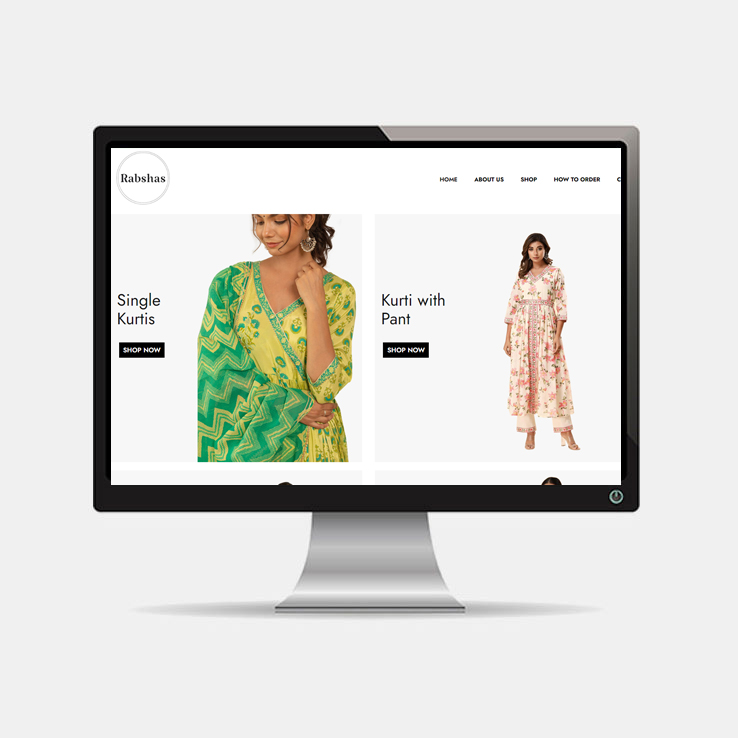 Rabshas
HOME ABOUT US SHOP HOW TO ORDER
Single
Kurtis
SHOP NOW
Kurti with
Pant
SHOP NOW